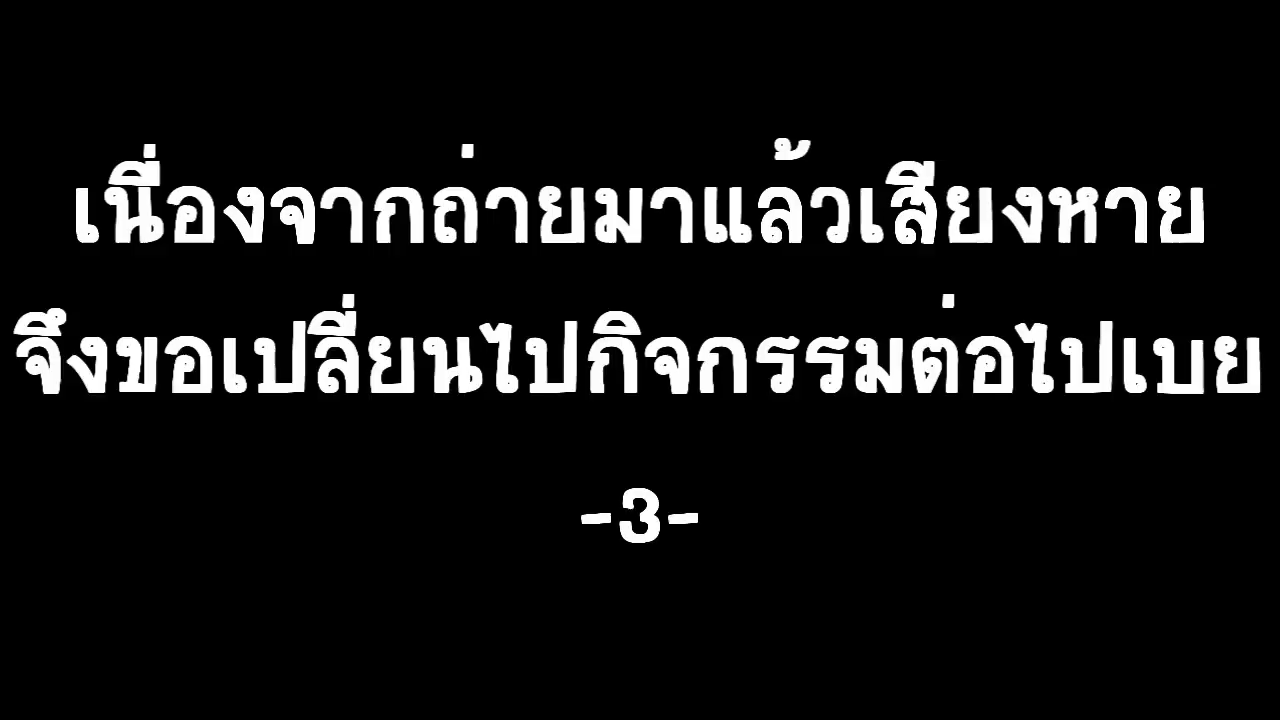 เนื่องจากถ่ายมาแล้วเสียงหาย
จึงขอเปลี่ยนไปกิจกรรมต่อไปเบย
-3-